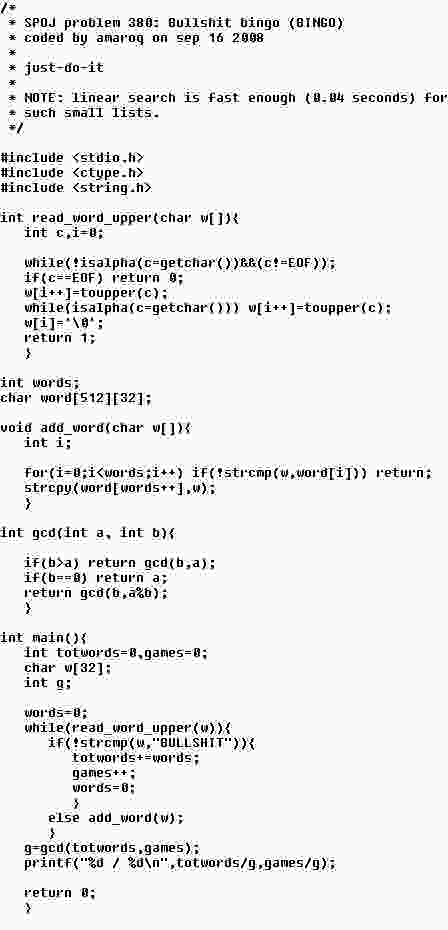 /*
 * SPOJ problem 380: Bullshit bingo (BINGO)
 * coded by amaroq on sep 16 2008
 *
 * just-do-it
 *
 * NOTE: linear search is fast enough (0.04 seconds) for
 * such small lists.
 */

#include <stdio.h>
#include <ctype.h>
#include <string.h>

int read_word_upper(char w[]){
   int c,i=0;

   while(!isalpha(c=getchar())&&(c!=EOF));
   if(c==EOF) return 0;
   w[i++]=toupper(c);
   while(isalpha(c=getchar())) w[i++]=toupper(c);
   w[i]='\0';
   return 1;
   }

int words;
char word[512][32];

void add_word(char w[]){
   int i;

   for(i=0;i<words;i++) if(!strcmp(w,word[i])) return;
   strcpy(word[words++],w);
   }

int gcd(int a, int b){

   if(b>a) return gcd(b,a);
   if(b==0) return a;
   return gcd(b,a%b);
   }

int main(){
   int totwords=0,games=0;
   char w[32];
   int g;

   words=0;
   while(read_word_upper(w)){
      if(!strcmp(w,"BULLSHIT")){
         totwords+=words;
         games++;
         words=0;
         }
      else add_word(w);
      }
   g=gcd(totwords,games);
   printf("%d / %d\n",totwords/g,games/g);

   return 0;
   }